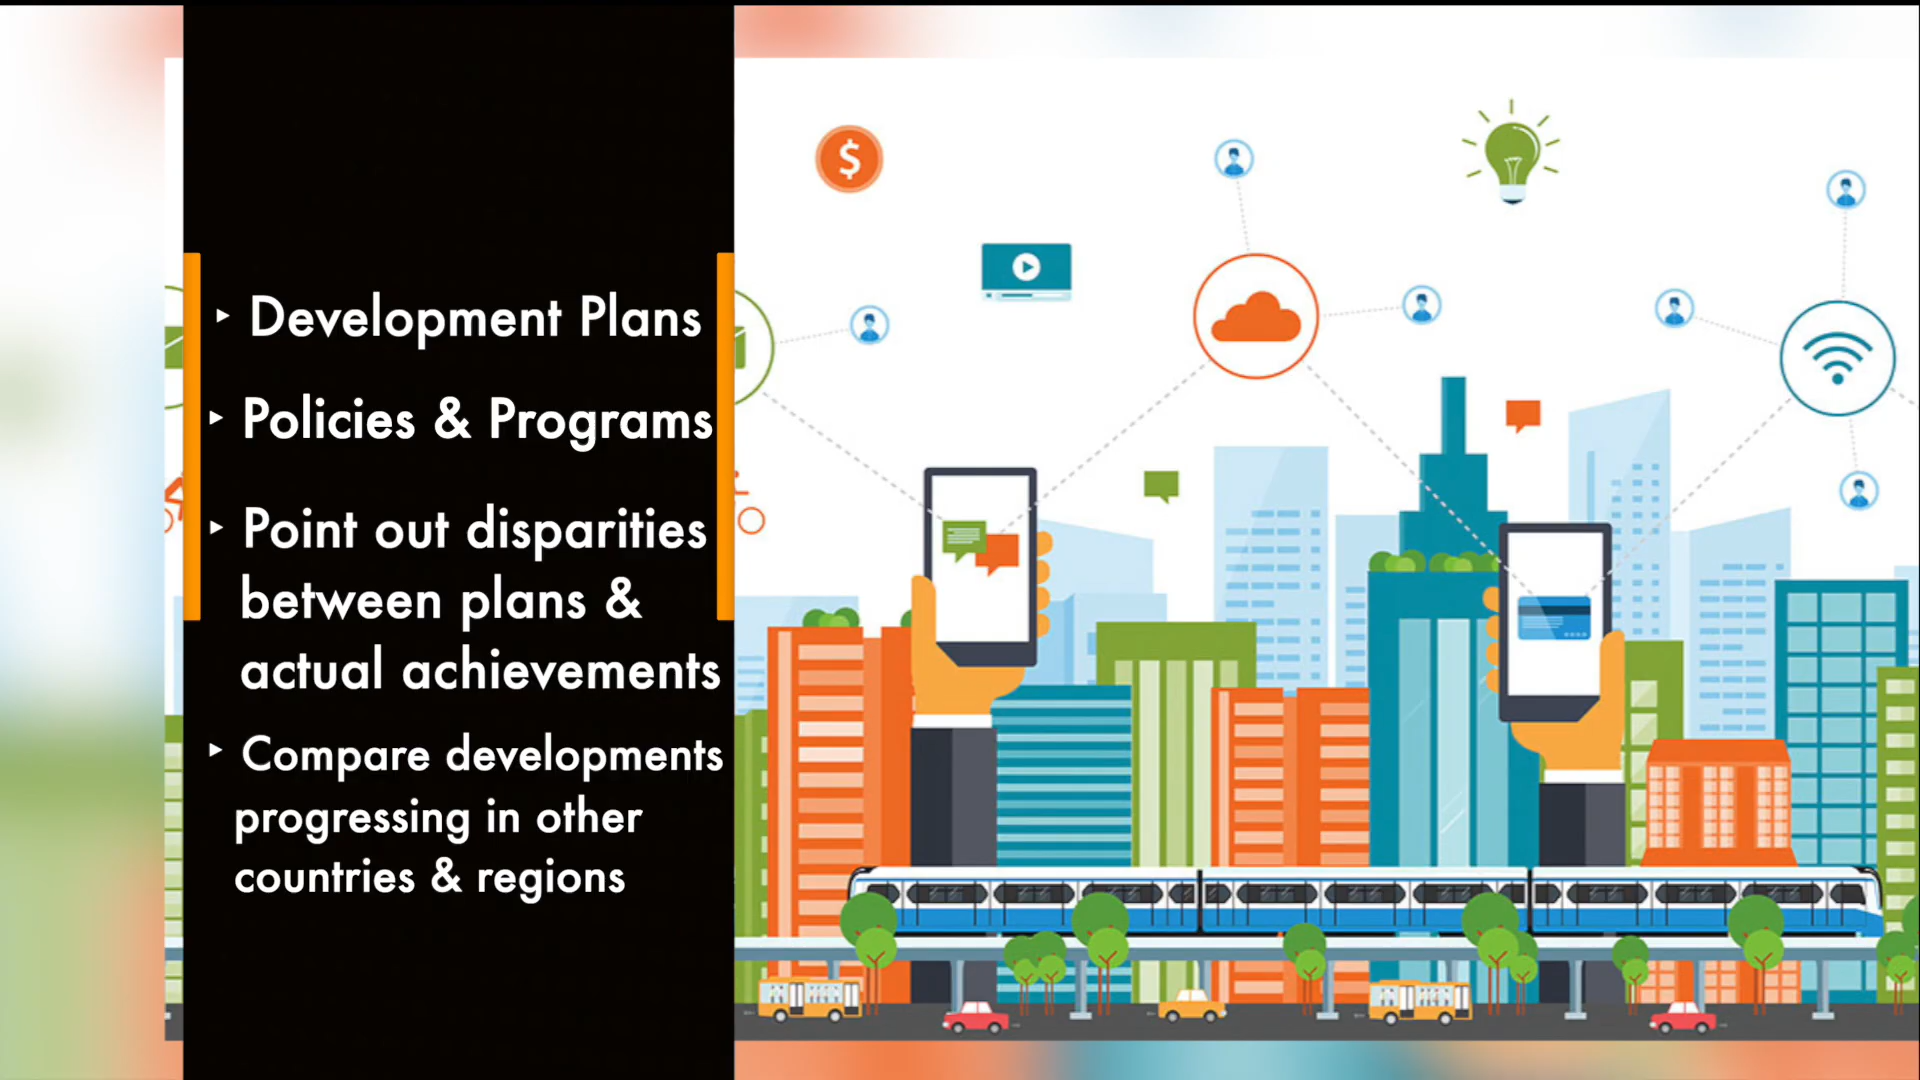 ‣ Development Plans
‣ Policies & Programs
‣ Point out disparities
between plans &
actual achievements
‣ Compare developments
progressing in other
countries & regions
$